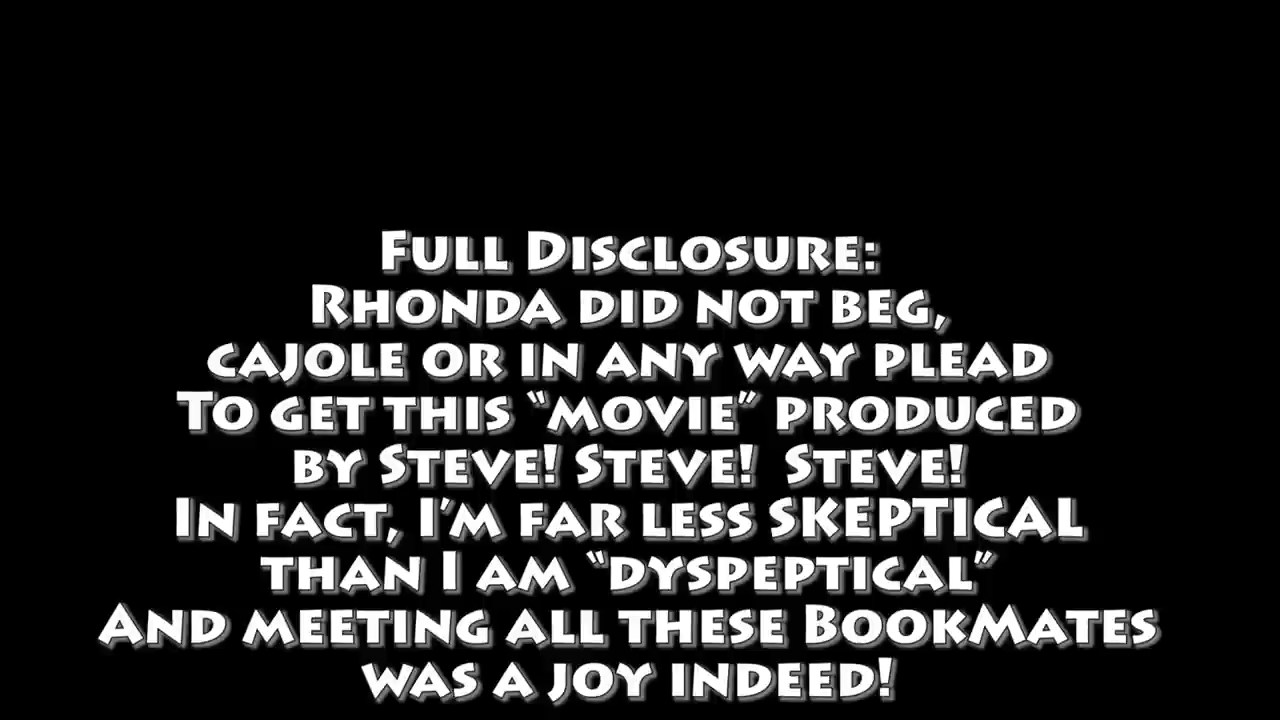 Full Disclosure:
Rhonda did not beg,
cajole or in any way plead
To get this “movie” produced
by Steve! Steve!  Steve!
In fact, I’m far less SKEPTICAL
than I am “dyspeptical”
And meeting all these BookMates
was a joy indeed!